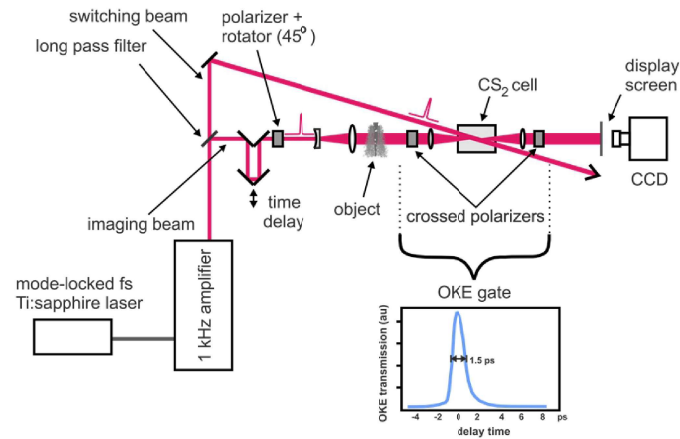 switching beam
long pass filter
polarizer +
rotator (45°)
CS₂ cell
display
screen
imaging beam
time
delay
object
crossed polarizers
CCD
mode-locked fs
Ti:sapphire laser
1 kHz amplifier
OKE gate
OKE transmission (au)
1.5 ps
-4 -2 0 2 4 6 8 ps
delay time